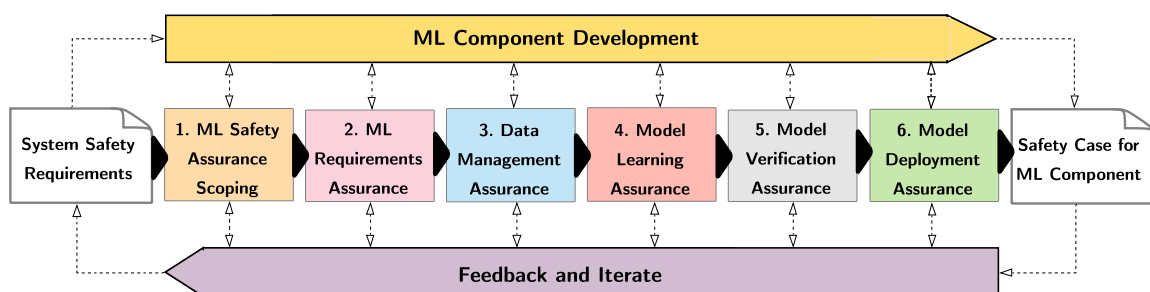 ML Component Development
System Safety
Requirements
1. ML Safety
Assurance
Scoping
2. ML
Requirements
Assurance
3. Data
Management
Assurance
4. Model
Learning
Assurance
5. Model
Verification
Assurance
6. Model
Deployment
Assurance
Safety Case for
ML Component
Feedback and Iterate